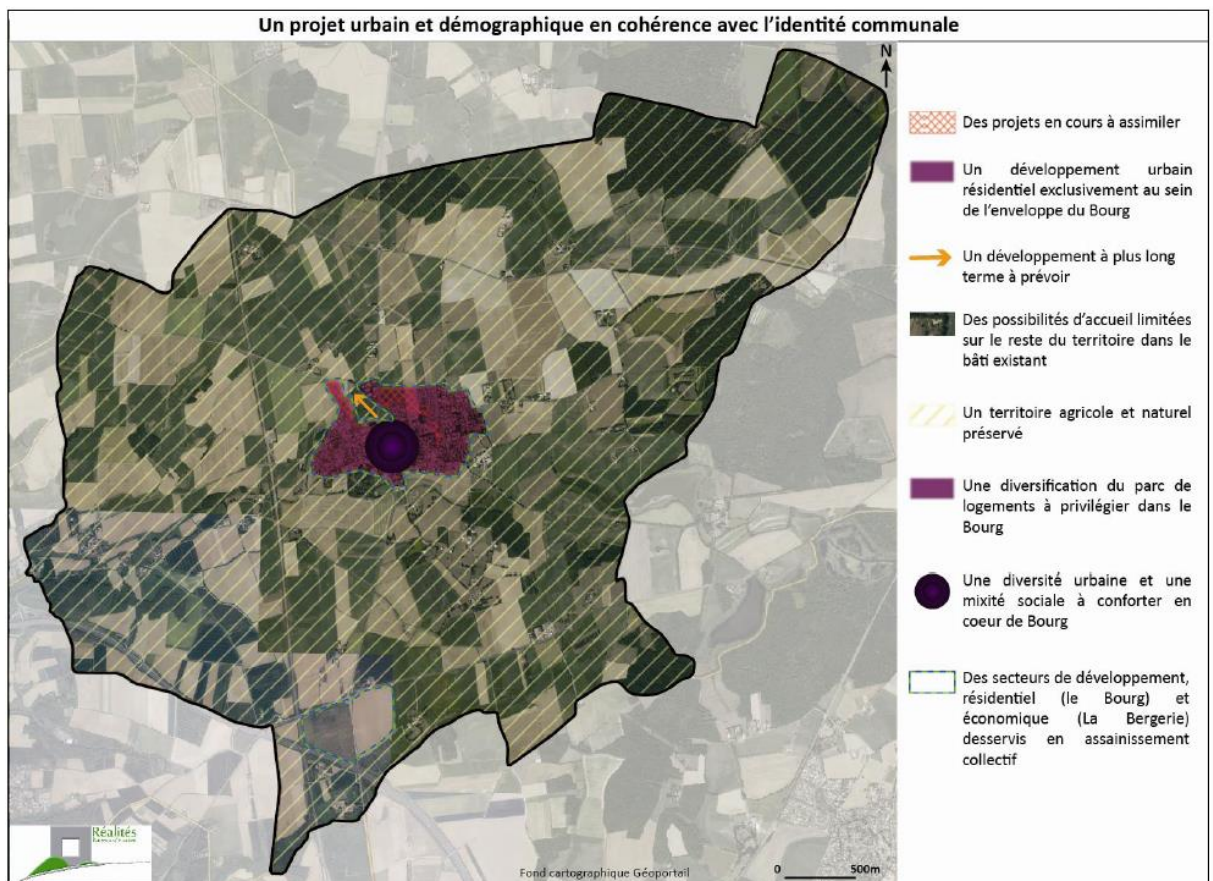 Un projet urbain et démographique en cohérence avec l'identité communale
N
Des projets en cours à assimiler
Un développement urbain
résidentiel exclusivement au sein
de l'enveloppe du Bourg
Un développement à plus long
terme à prévoir
Des possibilités d'accueil limitées
sur le reste du territoire dans le
bâti existant
Un territoire agricole et naturel
préservé
Une diversification du parc de
logements à privilégier dans le
Bourg
Une diversité urbaine et une
mixité sociale à conforter en
coeur de Bourg
Des secteurs de développement,
résidentiel (le Bourg) et
économique (La Bergerie)
desservis en assainissement
collectif
Réalités
Fond cartographique Géoportail
0 500m